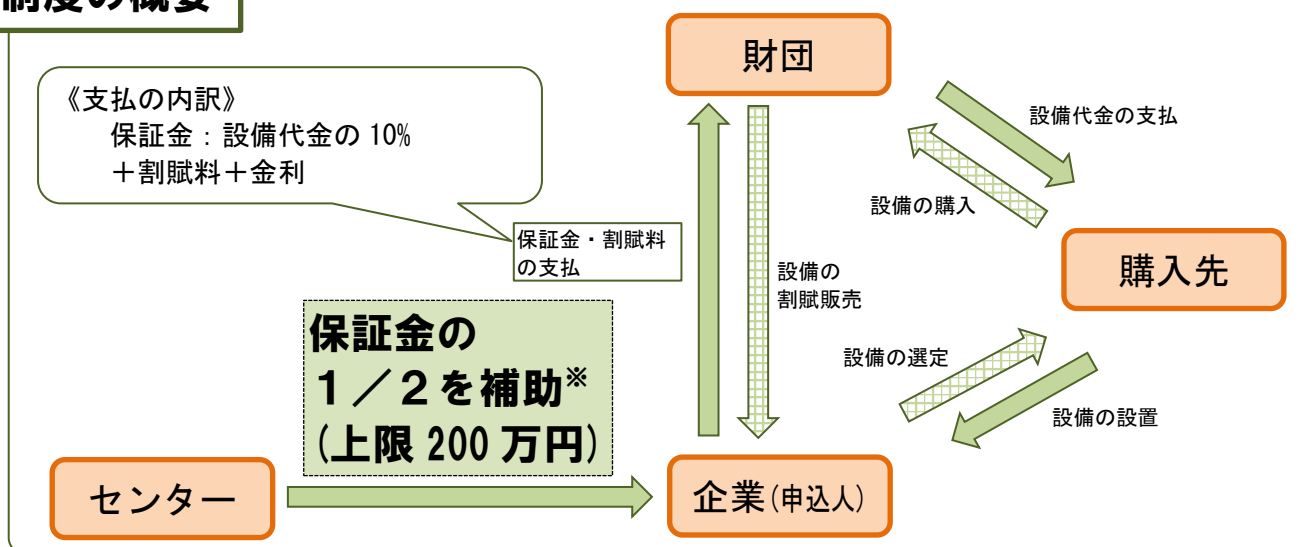 制度の概要
財団
《支払の内訳》
保証金：設備代金の 10%
＋割賦料＋金利
設備代金の支払
設備の購入
保証金・割賦料
の支払
設備の
割賦販売
購入先
保証金の
１／２を補助※
(上限 200 万円)
設備の選定
設備の設置
センター
企業(申込人)